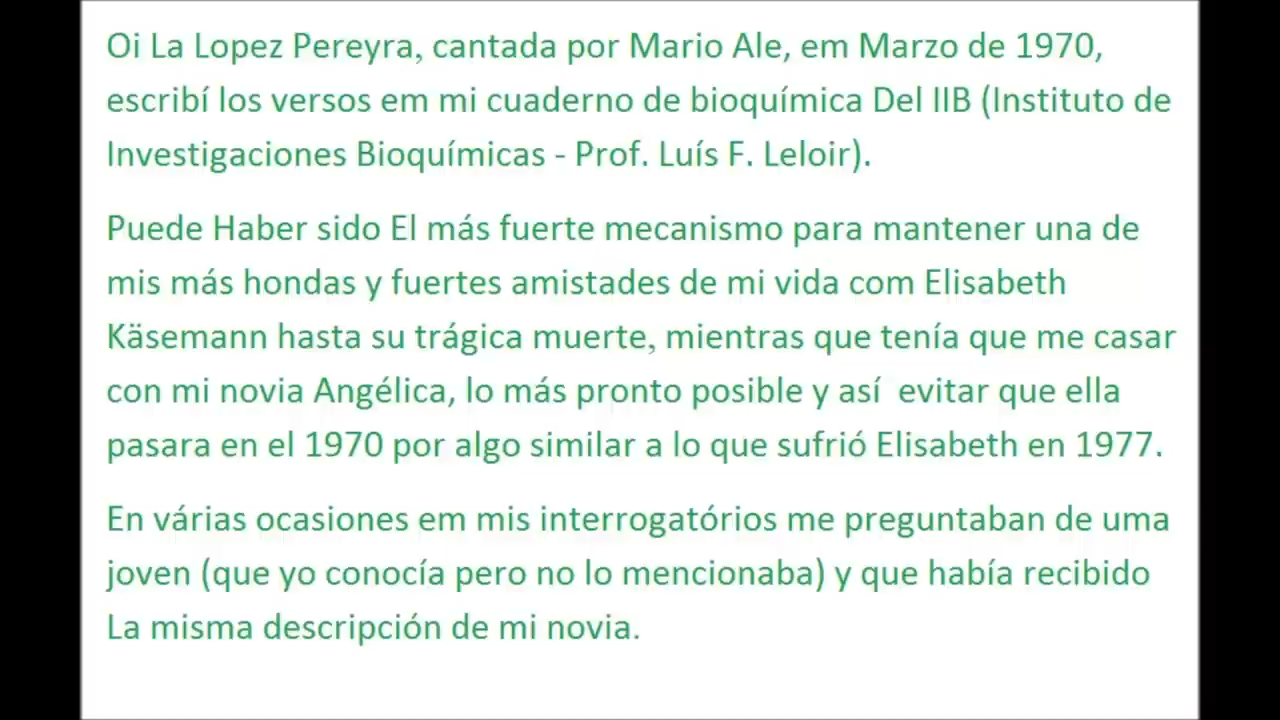 Oi La Lopez Pereyra, cantada por Mario Ale, em Marzo de 1970,
escribí los versos em mi cuaderno de bioquímica Del IIB (Instituto de
Investigaciones Bioquímicas - Prof. Luís F. Leloir).
Puede Haber sido El más fuerte mecanismo para mantener una de
mis más hondas y fuertes amistades de mi vida com Elisabeth
Käsemann hasta su trágica muerte, mientras que tenía que me casar
con mi novia Angélica, lo más pronto posible y así  evitar que ella
pasara en el 1970 por algo similar a lo que sufrió Elisabeth en 1977.
En várias ocasiones em mis interrogatórios me preguntaban de uma
joven (que yo conocía pero no lo mencionaba) y que había recibido
La misma descripción de mi novia.